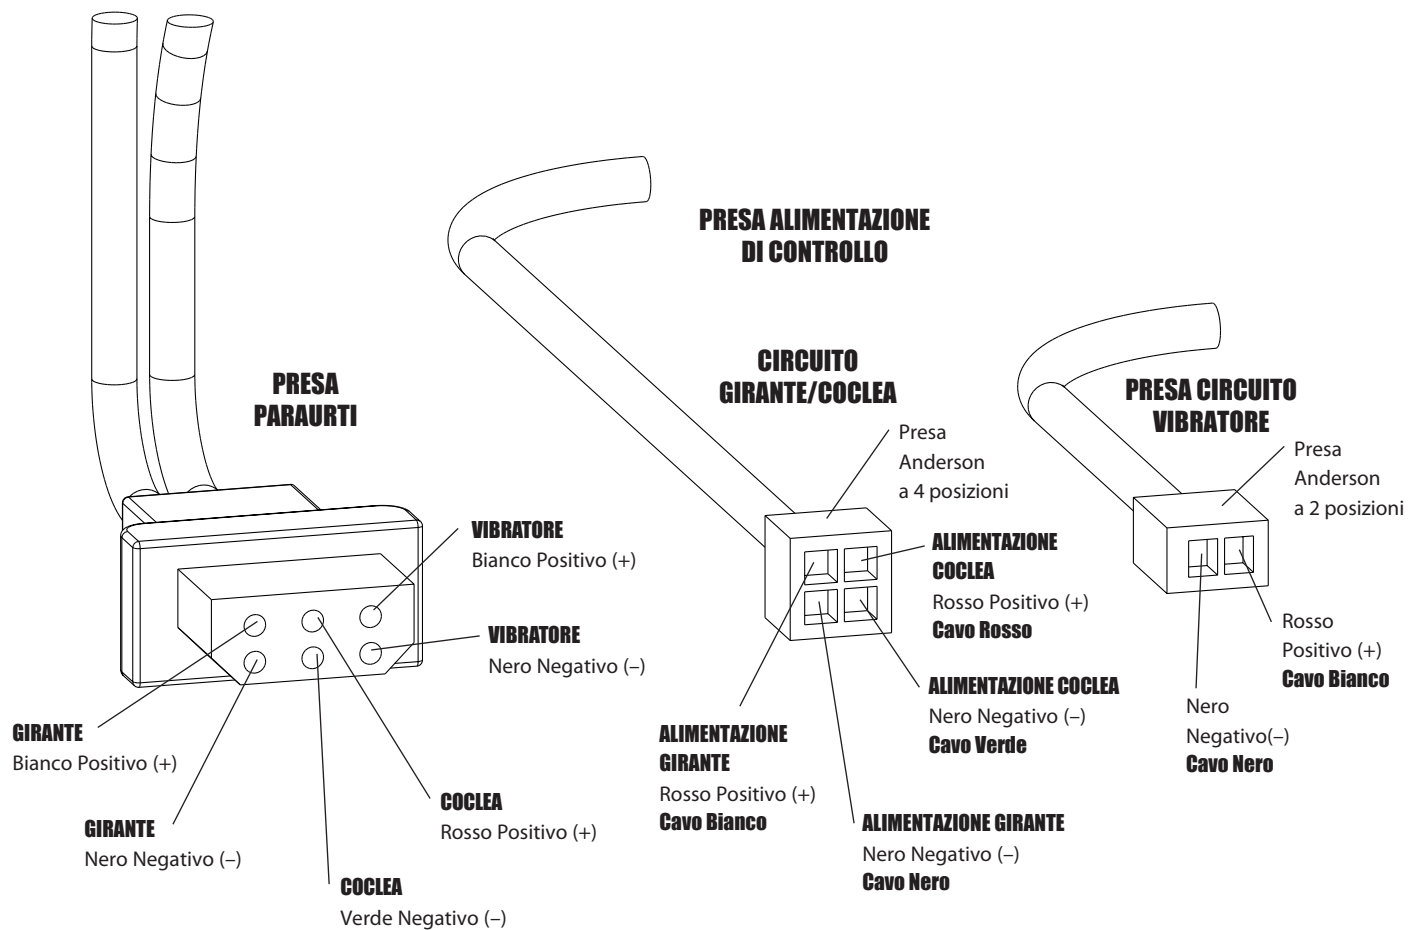 PRESA ALIMENTAZIONE
DI CONTROLLO
PRESA
PARAURTI
CIRCUITO
GIRANTE/COCLEA
PRESA CIRCUITO
VIBRATORE
Presa
Anderson
a 4 posizioni
Presa
Anderson
a 2 posizioni
VIBRATORE
Bianco Positivo (+)
VIBRATORE
Nero Negativo (–)
GIRANTE
Bianco Positivo (+)
GIRANTE
Nero Negativo (–)
COCLEA
Rosso Positivo (+)
COCLEA
Verde Negativo (–)
ALIMENTAZIONE
COCLEA
Rosso Positivo (+)
Cavo Rosso
ALIMENTAZIONE COCLEA
Nero Negativo (–)
Cavo Verde
ALIMENTAZIONE
GIRANTE
Rosso Positivo (+)
Cavo Bianco
ALIMENTAZIONE GIRANTE
Nero Negativo (–)
Cavo Nero
Rosso
Positivo (+)
Cavo Bianco
Nero
Negativo(–)
Cavo Nero